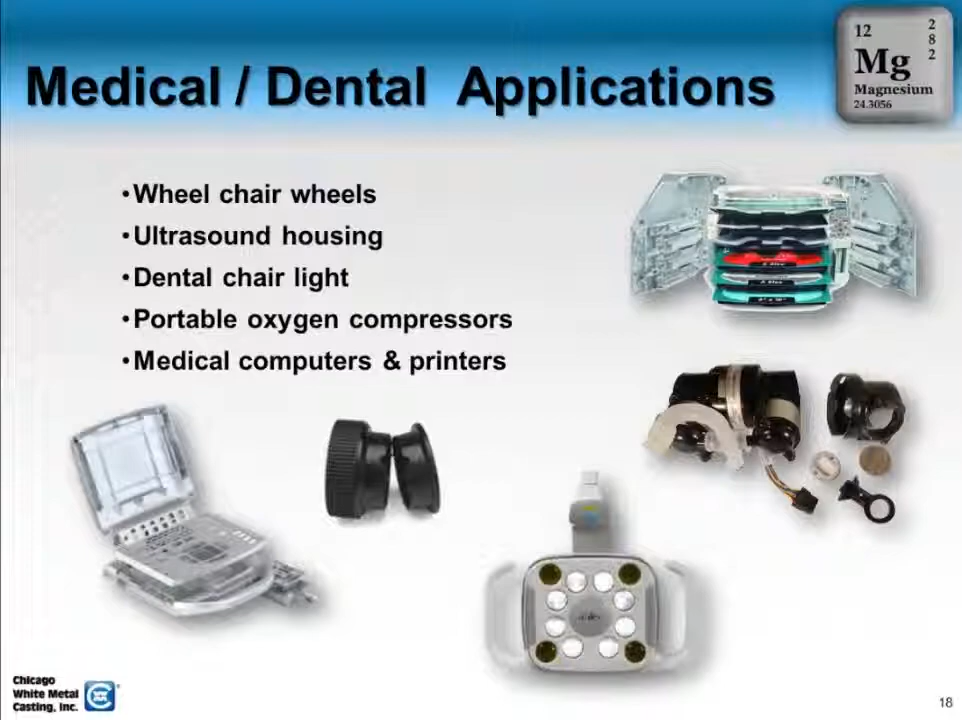 Medical / Dental Applications
12
2
8
2
Mg
Magnesium
24.3056
•Wheel chair wheels
•Ultrasound housing
•Dental chair light
•Portable oxygen compressors
•Medical computers & printers
Chicago
White Metal
Casting, Inc.
18